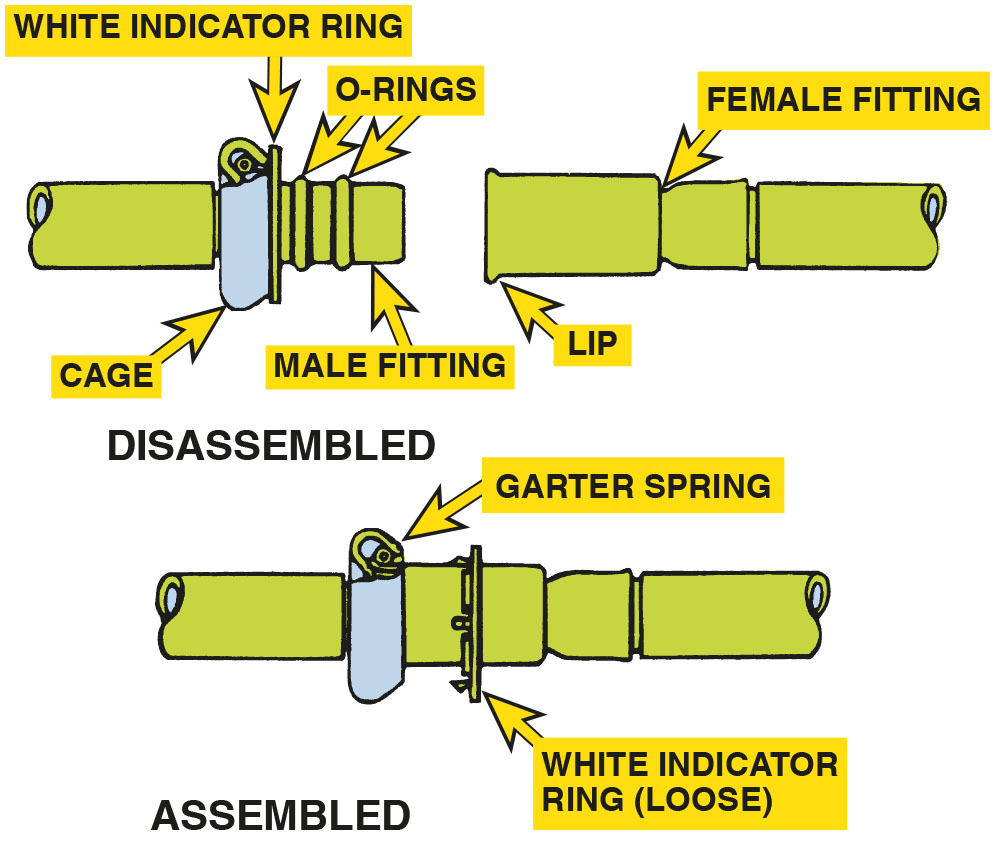 WHITE INDICATOR RING
O-RINGS
FEMALE FITTING
LIP
MALE FITTING
CAGE
DISASSEMBLED
GARTER SPRING
WHITE INDICATOR
RING (LOOSE)
ASSEMBLED